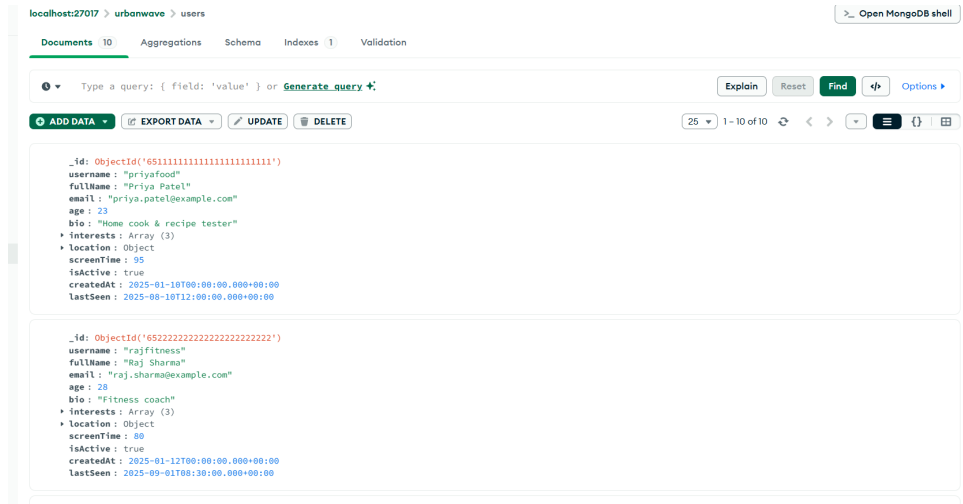 localhost:27017 > urbanwave > users
>_ Open MongoDB shell
Documents 10 Aggregations Schema Indexes 1 Validation
Type a query: { field: 'value' } or Generate query
Explain Reset Find </> Options
ADD DATA EXPORT DATA UPDATE DELETE
25 1 – 10 of 10 {}
_id: ObjectId('651111111111111111111111')
username : "priyafood"
fullName : "Priya Patel"
email : "priya.patel@example.com"
age : 23
bio : "Home cook & recipe tester"
interests : Array (3)
location : Object
screenTime : 95
isActive : true
createdAt : 2025-01-10T00:00:00.000+00:00
lastSeen : 2025-08-10T12:00:00.000+00:00
_id: ObjectId('652222222222222222222222')
username : "rajfitness"
fullName : "Raj Sharma"
email : "raj.sharma@example.com"
age : 28
bio : "Fitness coach"
interests : Array (3)
location : Object
screenTime : 80
isActive : true
createdAt : 2025-01-12T00:00:00.000+00:00
lastSeen : 2025-09-01T08:30:00.000+00:00